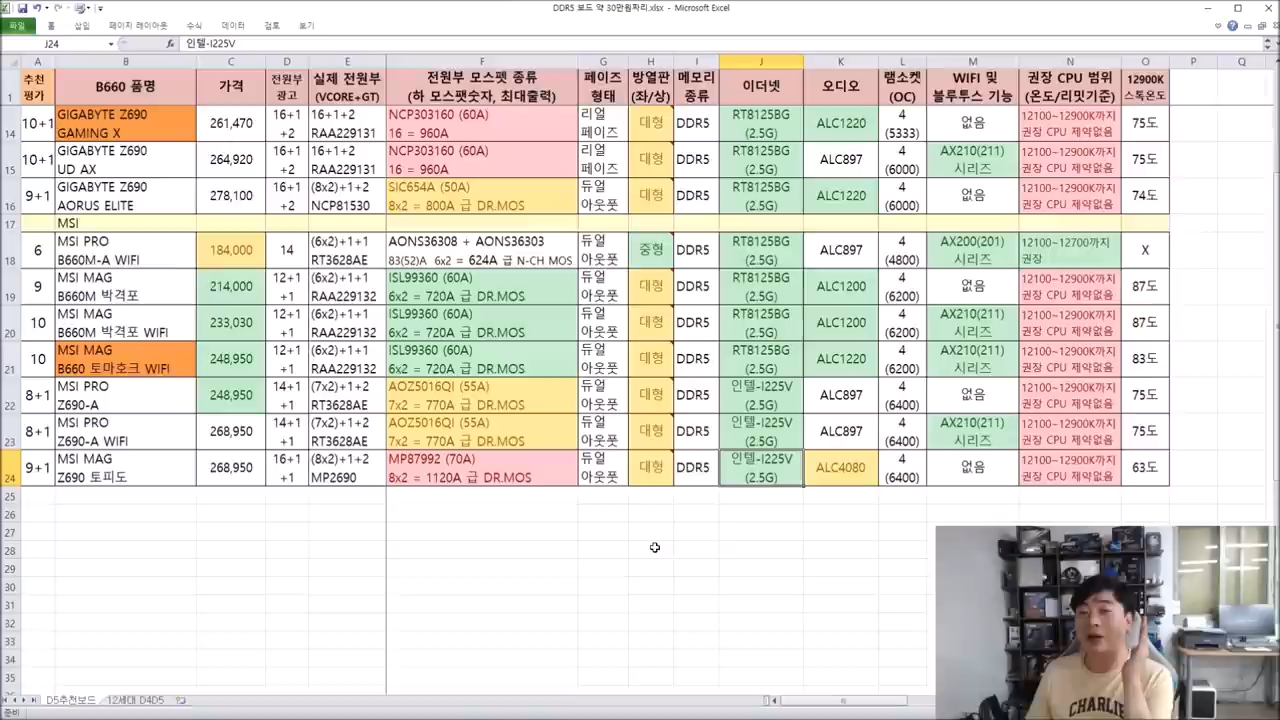 DDR5 보드 약 30만원짜리.xlsx - Microsoft Excel
파일 홈 삽입 페이지 레이아웃 수식 데이터 검토 보기
J24 fx 인텔-I225V
A B C D E F G H I J K L M N O P Q
1 추천평가 B660 품명 가격 전원부 광고 실제 전원부 (VCORE+GT) 전원부 모스펫 종류 (하 모스팻숫자, 최대출력) 페이즈 형태 방열판 (좌/상) 메모리 종류 이더넷 오디오 램소켓 (OC) WIFI 및 블루투스 기능 권장 CPU 범위 (온도/리밋기준) 12900K 스톡온도
14 10+1 GIGABYTE Z690 GAMING X 261,470 16+1 +2 16+1+2 RAA229131 NCP303160 (60A) 16 = 960A 리얼 페이즈 대형 DDR5 RT8125BG (2.5G) ALC1220 4 (5333) 없음 12100~12900K까지 권장 CPU 제약없음 75도
15 10+1 GIGABYTE Z690 UD AX 264,920 16+1 +2 16+1+2 RAA229131 NCP303160 (60A) 16 = 960A 리얼 페이즈 대형 DDR5 RT8125BG (2.5G) ALC897 4 (6000) AX210(211) 시리즈 12100~12900K까지 권장 CPU 제약없음 75도
16 9+1 GIGABYTE Z690 AORUS ELITE 278,100 16+1 +2 (8x2)+1+2 NCP81530 SIC654A (50A) 8x2 = 800A 급 DR.MOS 듀얼 아웃풋 대형 DDR5 RT8125BG (2.5G) ALC1220 4 (6000) 없음 12100~12900K까지 권장 CPU 제약없음 74도
17 MSI
18 6 MSI PRO B660M-A WIFI 184,000 14 (6x2)+1+1 RT3628AE AONS36308 + AONS36303 83(52)A 6x2 = 624A 급 N-CH MOS 듀얼 아웃풋 중형 DDR5 RT8125BG (2.5G) ALC897 4 (4800) AX200(201) 시리즈 12100~12700까지 권장 X
19 9 MSI MAG B660M 박격포 214,000 12+1 +1 (6x2)+1+1 RAA229132 ISL99360 (60A) 6x2 = 720A 급 DR.MOS 듀얼 아웃풋 대형 DDR5 RT8125BG (2.5G) ALC1200 4 (6200) 없음 12100~12900K까지 권장 CPU 제약없음 87도
20 10 MSI MAG B660M 박격포 WIFI 233,030 12+1 +1 (6x2)+1+1 RAA229132 ISL99360 (60A) 6x2 = 720A 급 DR.MOS 듀얼 아웃풋 대형 DDR5 RT8125BG (2.5G) ALC1200 4 (6200) AX210(211) 시리즈 12100~12900K까지 권장 CPU 제약없음 87도
21 10 MSI MAG B660 토마호크 WIFI 248,950 12+1 +1 (6x2)+1+1 RAA229132 ISL99360 (60A) 6x2 = 720A 급 DR.MOS 듀얼 아웃풋 대형 DDR5 RT8125BG (2.5G) ALC1220 4 (6200) AX210(211) 시리즈 12100~12900K까지 권장 CPU 제약없음 83도
22 8+1 MSI PRO Z690-A 248,950 14+1 +1 (7x2)+1+1 RT3628AE AOZ5016QI (55A) 7x2 = 770A 급 DR.MOS 듀얼 아웃풋 대형 DDR5 인텔-I225V (2.5G) ALC897 4 (6400) 없음 12100~12900K까지 권장 CPU 제약없음 75도
23 8+1 MSI PRO Z690-A WIFI 268,950 14+1 +1 (7x2)+1+1 RT3628AE AOZ5016QI (55A) 7x2 = 770A 급 DR.MOS 듀얼 아웃풋 대형 DDR5 인텔-I225V (2.5G) ALC897 4 (6400) AX210(211) 시리즈 12100~12900K까지 권장 CPU 제약없음 75도
24 9+1 MSI MAG Z690 토피도 268,950 16+1 +1 (8x2)+1+2 MP2690 MP87992 (70A) 8x2 = 1120A 급 DR.MOS 듀얼 아웃풋 대형 DDR5 인텔-I225V (2.5G) ALC4080 4 (6400) 없음 12100~12900K까지 권장 CPU 제약없음 63도
25
26
27
28
29
30
31
32
33
34
CHARLIE
D5추천보드 12세대 D4D5
준비